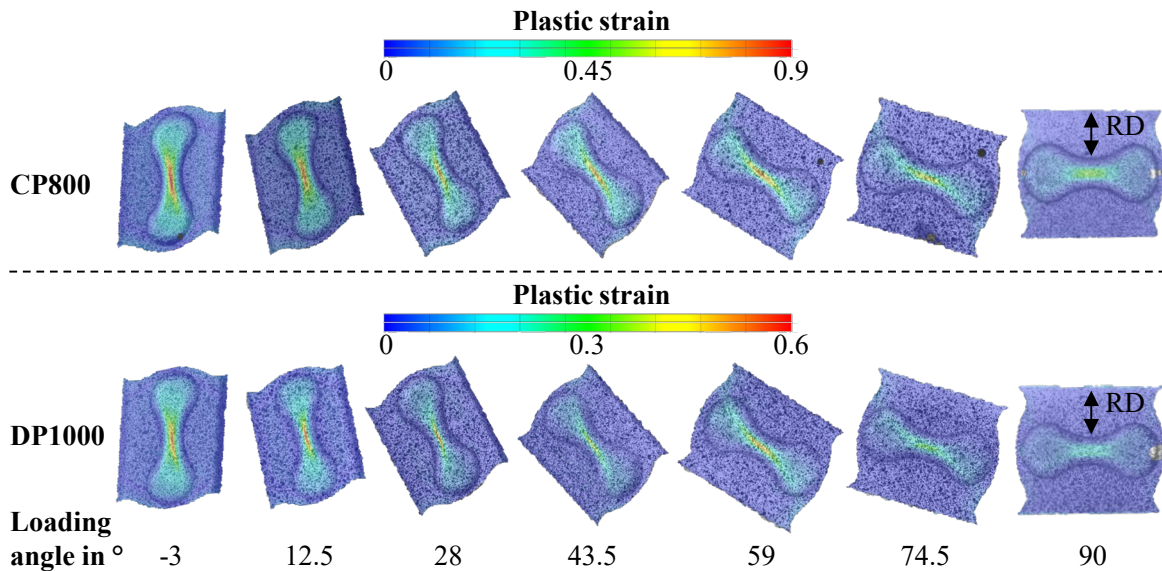 Plastic strain
0 0.45 0.9
RD
CP800
Plastic strain
0 0.3 0.6
RD
DP1000
Loading
angle in ° -3 12.5 28 43.5 59 74.5 90